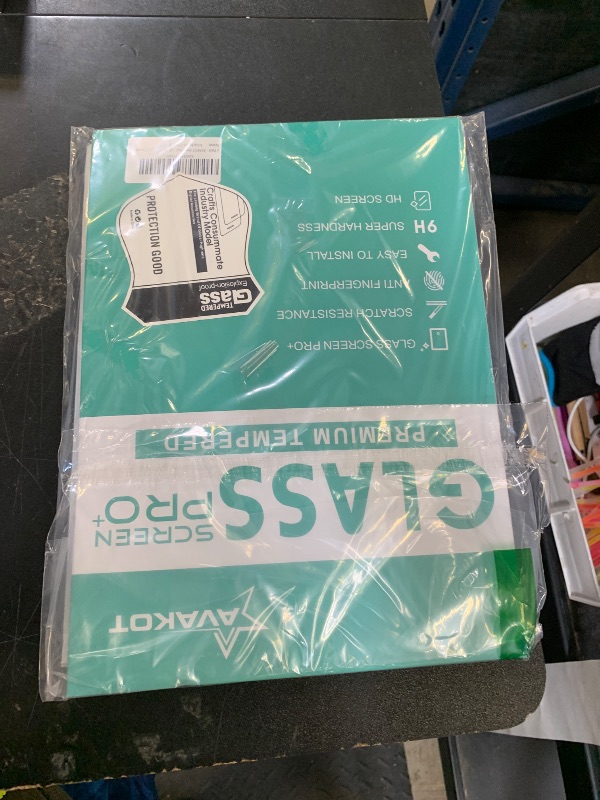 AVAKOT
GLASS
SCREEN
PRO+
PREMIUM TEMPERED
GLASS SCREEN PRO+
SCRATCH RESISTANCE
ANTI FINGERPRINT
EASY TO INSTALL
9H SUPER HARDNESS
HD SCREEN
TEMPERED
Glass
Explosion-proof
Crafts Consummate
Industry Model
PROTECTION GOOD